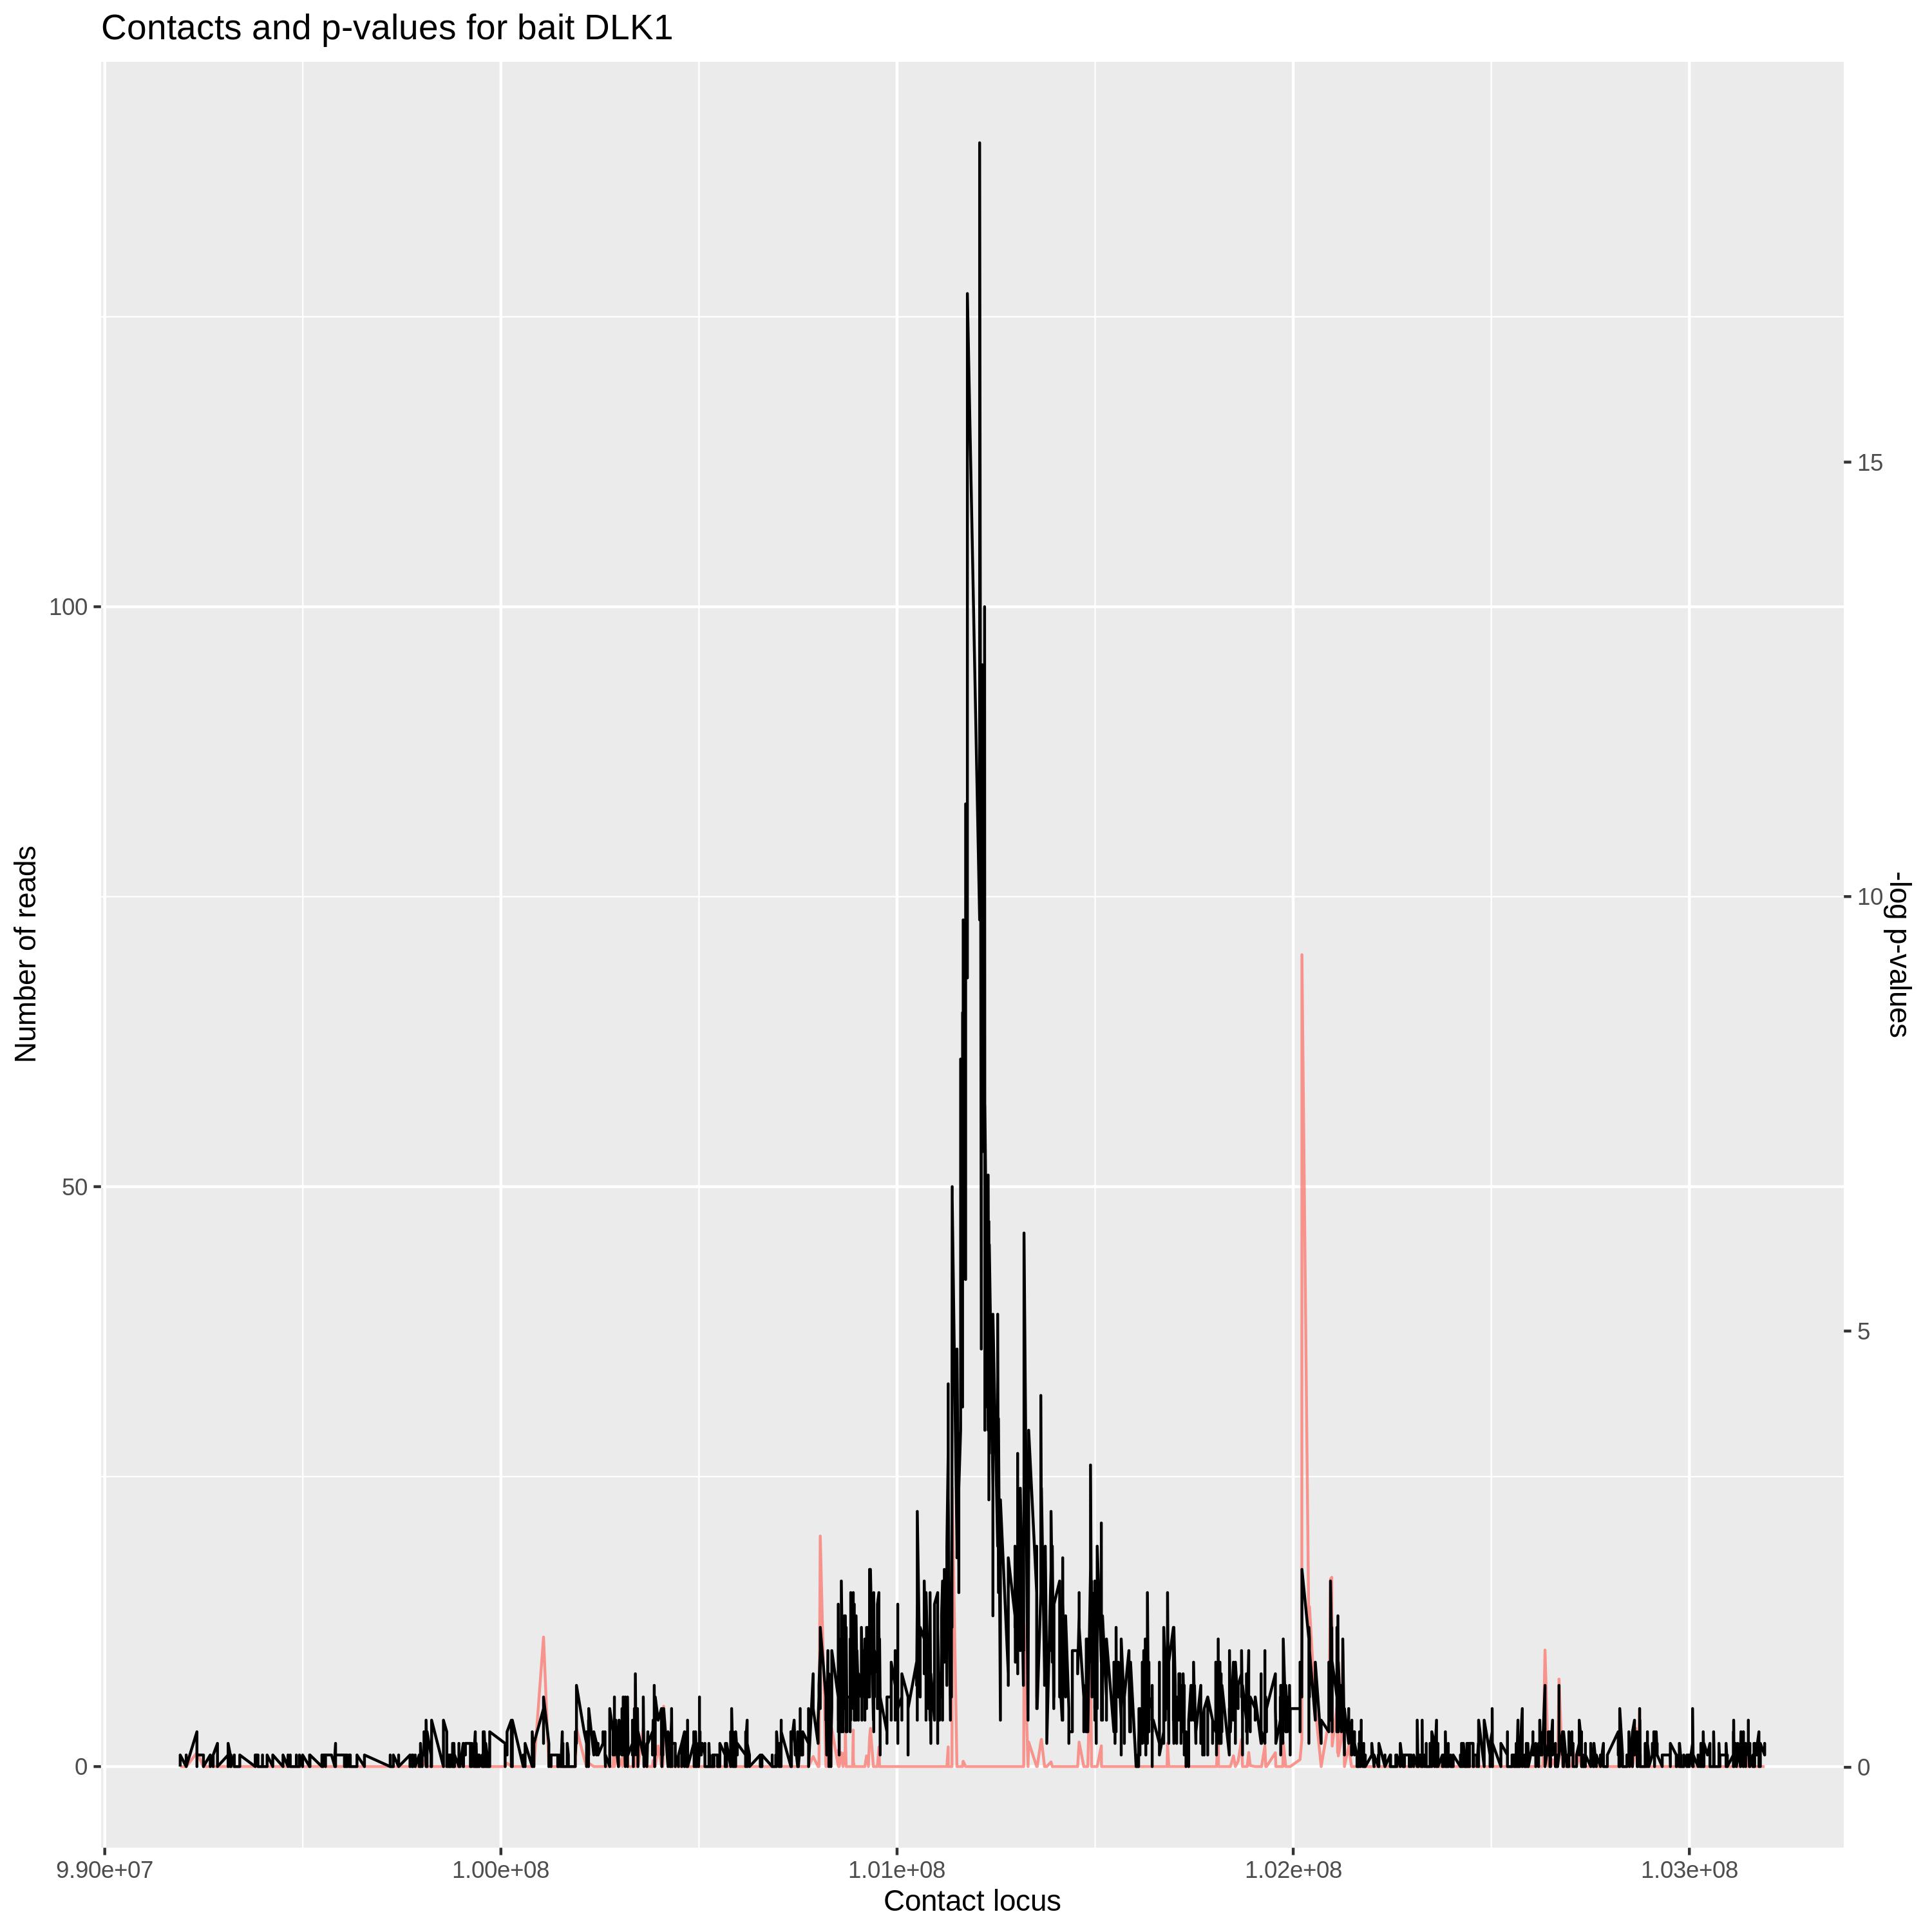 Contacts and p-values for bait DLK1
Number of reads
100
50
0
15
10
5
0
-log p-values
9.90e+07
1.00e+08
1.01e+08
1.02e+08
1.03e+08
Contact locus